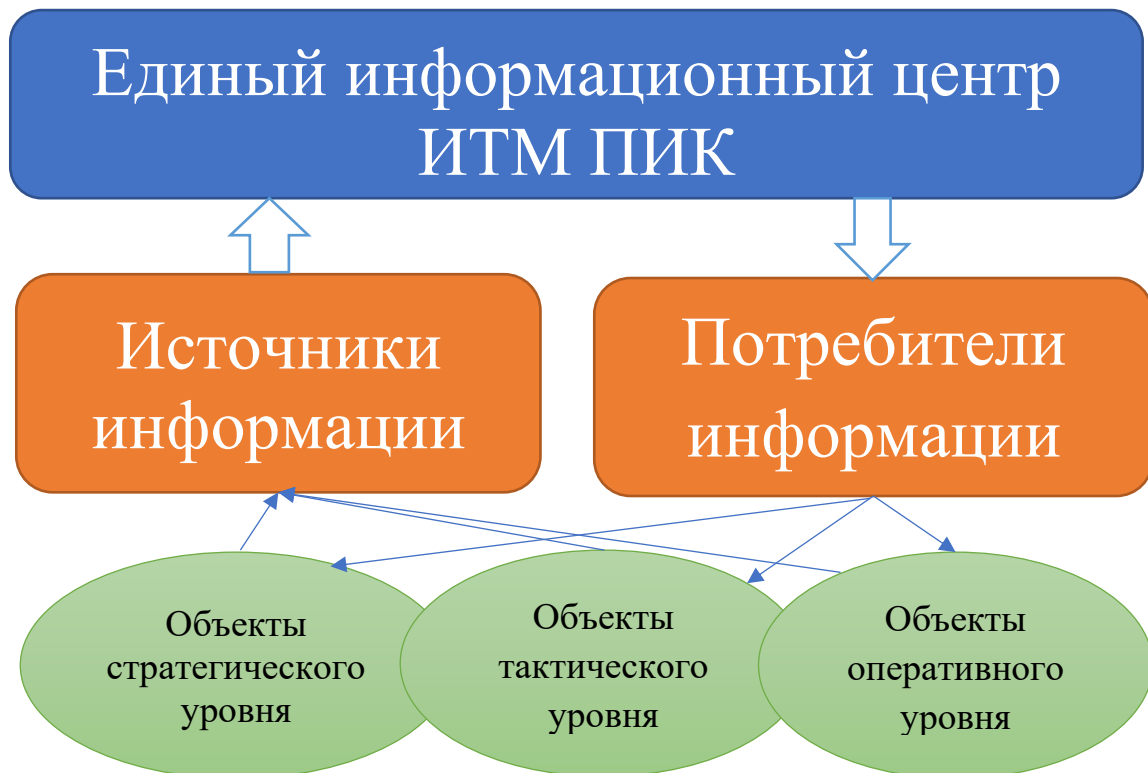 Единый информационный центр
ИТМ ПИК
Источники
информации
Потребители
информации
Объекты
стратегического
уровня
Объекты
тактического
уровня
Объекты
оперативного
уровня